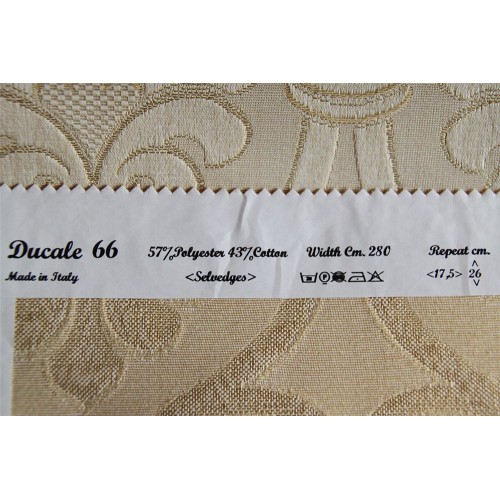 Ducale 66 57%Polyester 43%Cotton Width Cm. 280 Repeat cm.
Made in Italy <Selvedges> <17,5> 26